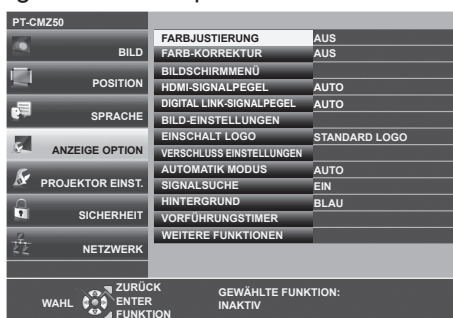 PT-CMZ50
BILD
POSITION
SPRACHE
ANZEIGE OPTION
PROJEKTOR EINST.
SICHERHEIT
NETZWERK
FARBJUSTIERUNG AUS
FARB-KORREKTUR AUS
BILDSCHIRMMENÜ
HDMI-SIGNALPEGEL AUTO
DIGITAL LINK-SIGNALPEGEL AUTO
BILD-EINSTELLUNGEN
EINSCHALT LOGO STANDARD LOGO
VERSCHLUSS EINSTELLUNGEN
AUTOMATIK MODUS AUTO
SIGNALSUCHE EIN
HINTERGRUND BLAU
VORFÜHRUNGSTIMER
WEITERE FUNKTIONEN
WAHL
ZURÜCK
ENTER
FUNKTION
GEWÄHLTE FUNKTION:
INAKTIV